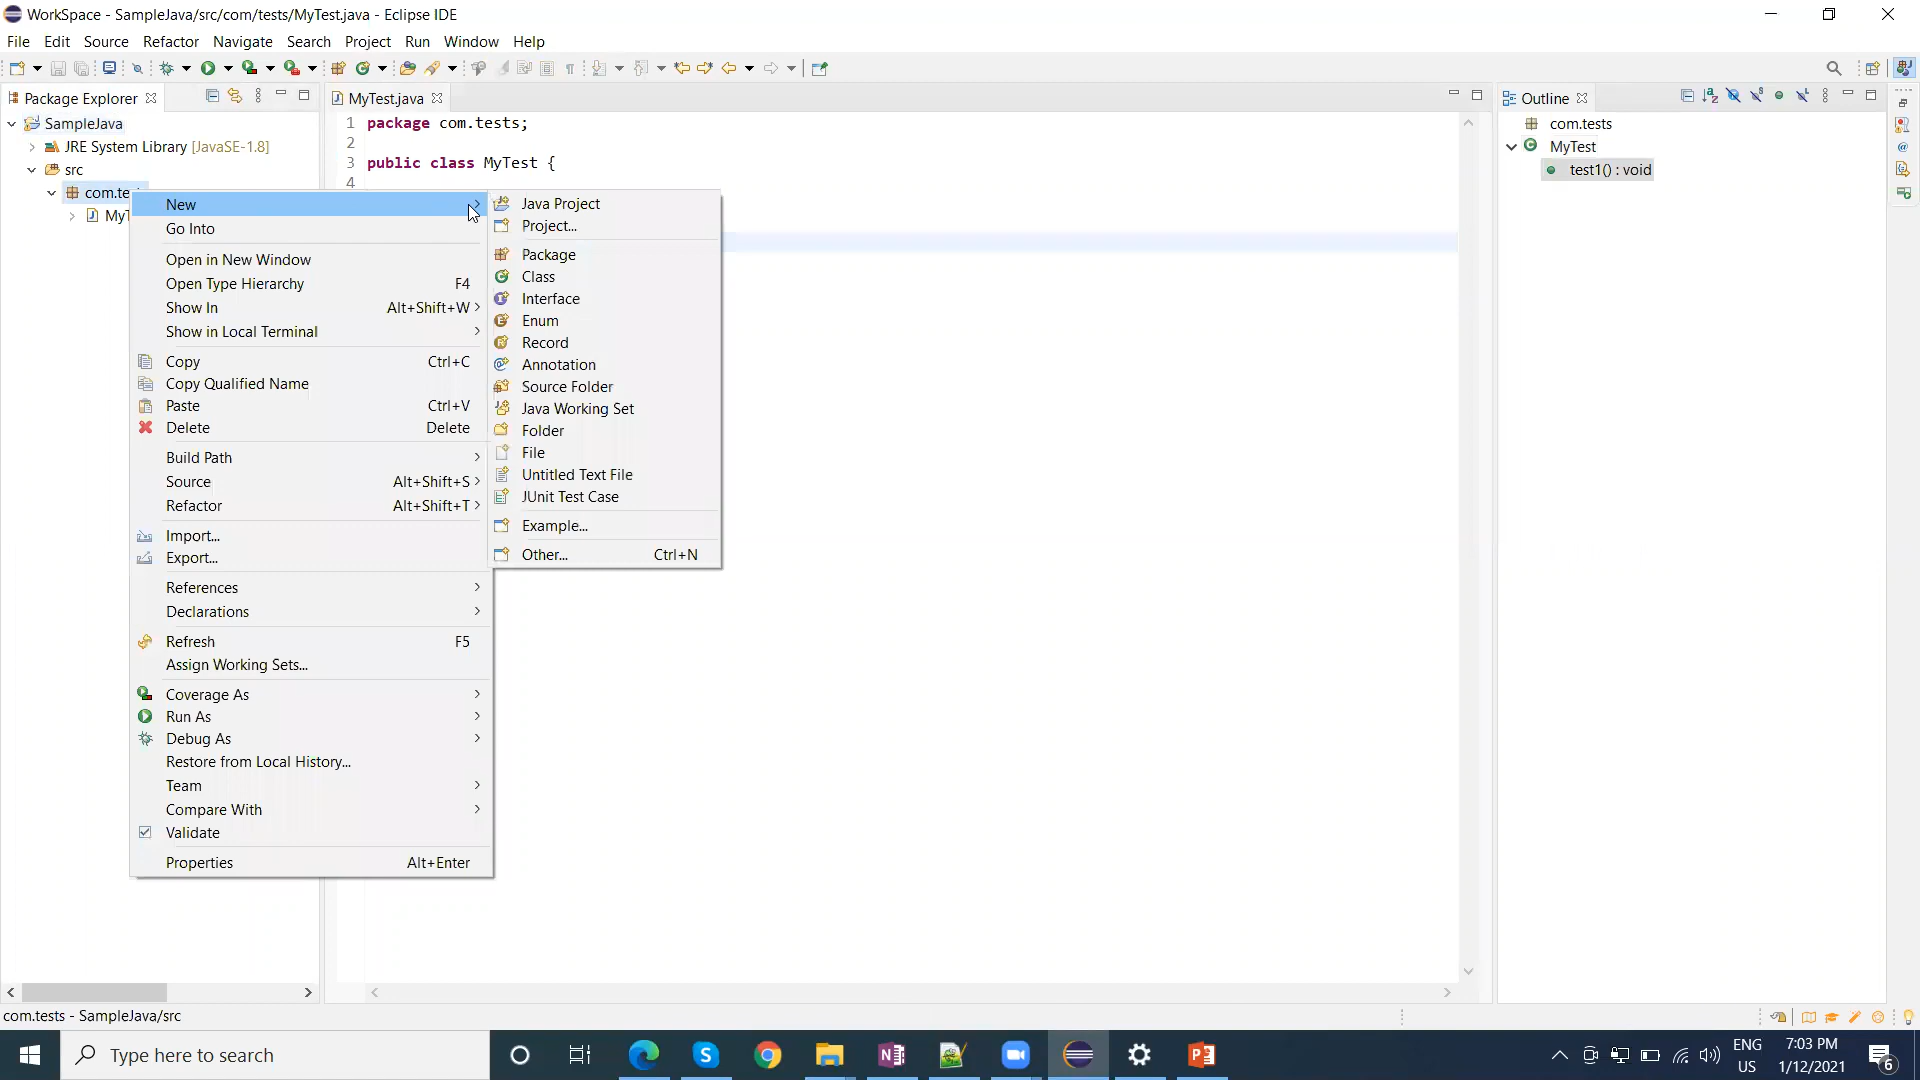 WorkSpace - SampleJava/src/com/tests/MyTest.java - Eclipse IDE
File Edit Source Refactor Navigate Search Project Run Window Help
Package Explorer
MyTest.java
Outline
SampleJava
JRE System Library [JavaSE-1.8]
src
com.te
MyT
1 package com.tests;
2
3 public class MyTest {
4
com.tests
MyTest
test1() : void
New
Go Into
Open in New Window
Open Type Hierarchy F4
Show In Alt+Shift+W
Show in Local Terminal
Copy Ctrl+C
Copy Qualified Name
Paste Ctrl+V
Delete Delete
Build Path
Source Alt+Shift+S
Refactor Alt+Shift+T
Import...
Export...
References
Declarations
Refresh F5
Assign Working Sets...
Coverage As
Run As
Debug As
Restore from Local History...
Team
Compare With
Validate
Properties Alt+Enter
Java Project
Project...
Package
Class
Interface
Enum
Record
Annotation
Source Folder
Java Working Set
Folder
File
Untitled Text File
JUnit Test Case
Example...
Other... Ctrl+N
com.tests - SampleJava/src
Type here to search
ENG
US
7:03 PM
1/12/2021
6